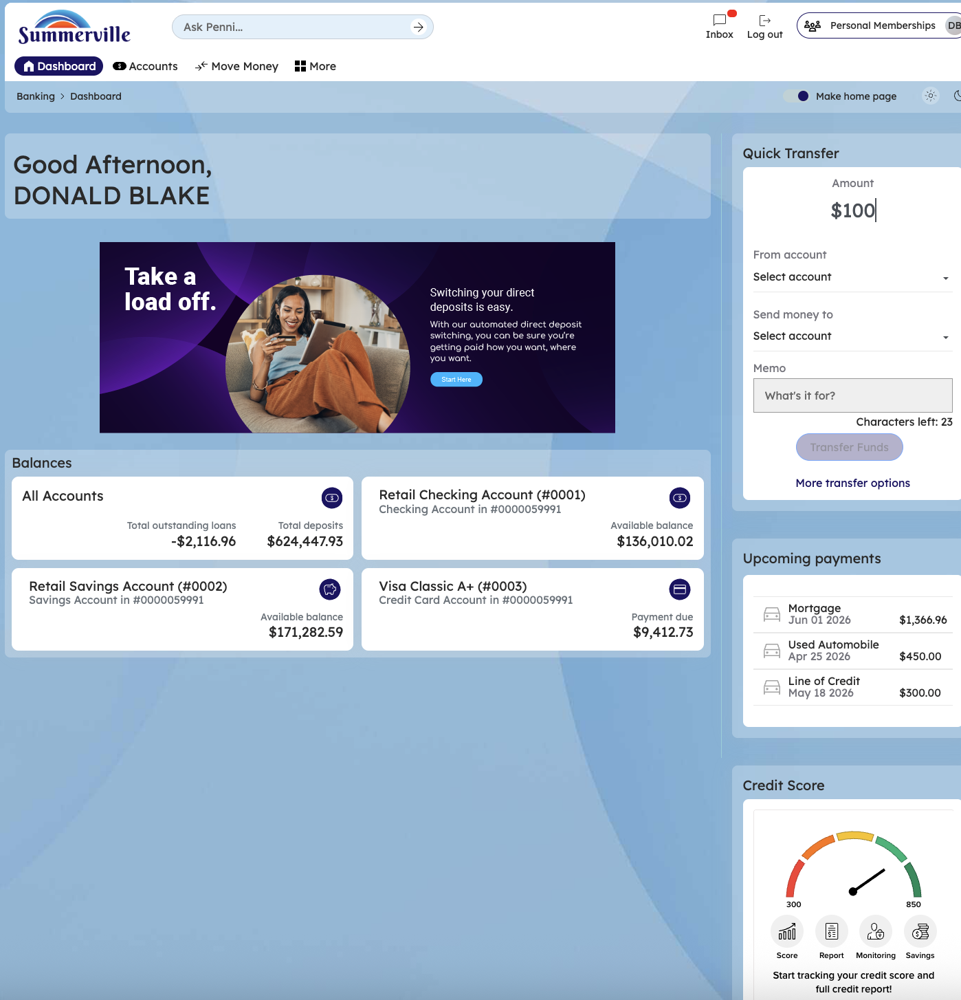 Summerville
Ask Penni...
Inbox
Log out
Personal Memberships
DB
Dashboard
Accounts
Move Money
More
Banking > Dashboard
Make home page
Good Afternoon,
DONALD BLAKE
Take a
load off.
Switching your direct
deposits is easy.
With our automated direct deposit
switching, you can be sure you're
getting paid how you want, where
you want.
Start Here
Balances
All Accounts
Total outstanding loans
-$2,116.96
Total deposits
$624,447.93
Retail Checking Account (#0001)
Checking Account in #0000059991
Available balance
$136,010.02
Retail Savings Account (#0002)
Savings Account in #0000059991
Available balance
$171,282.59
Visa Classic A+ (#0003)
Credit Card Account in #0000059991
Payment due
$9,412.73
Quick Transfer
Amount
$100
From account
Select account
Send money to
Select account
Memo
What's it for?
Characters left: 23
Transfer Funds
More transfer options
Upcoming payments
Mortgage
Jun 01 2026 $1,366.96
Used Automobile
Apr 25 2026 $450.00
Line of Credit
May 18 2026 $300.00
Credit Score
300 850
Score Report Monitoring Savings
Start tracking your credit score and
full credit report!